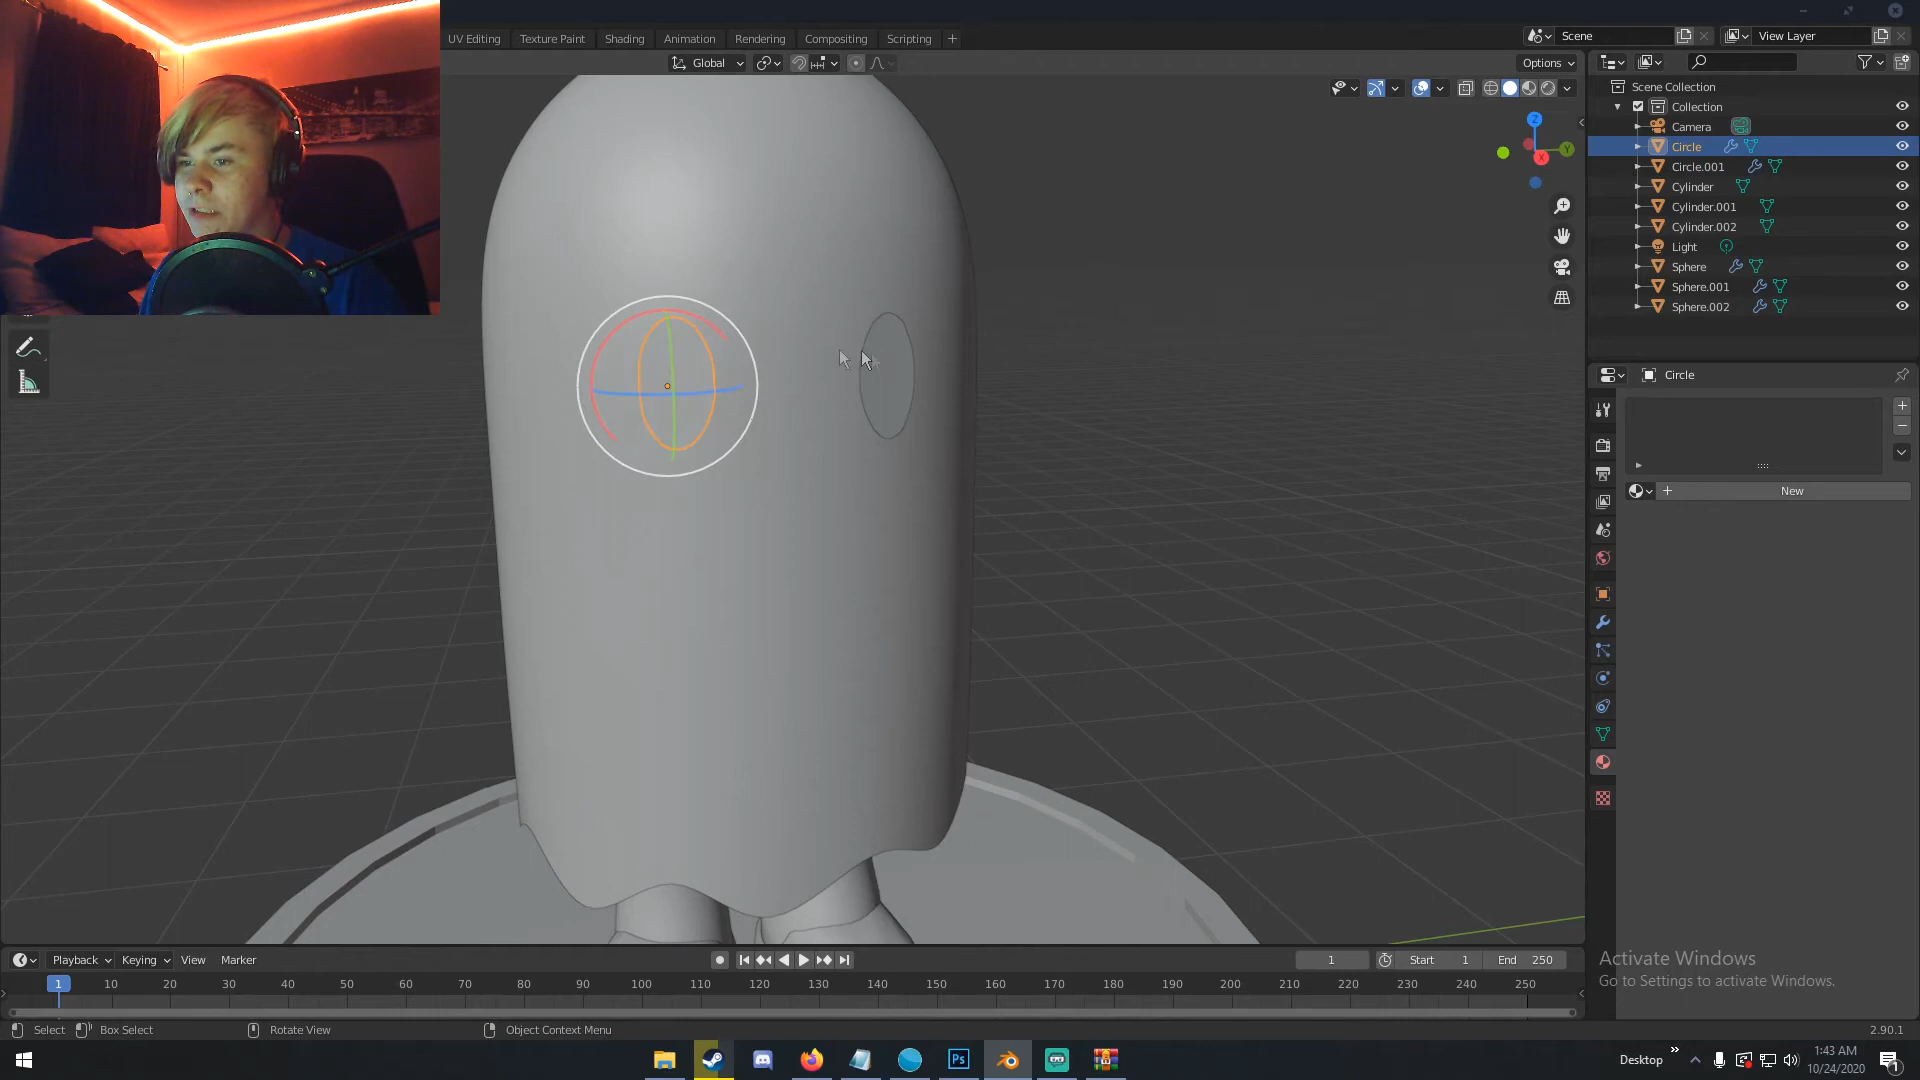 UV Editing Texture Paint Shading Animation Rendering Compositing Scripting + Scene View Layer
Global Options
Scene Collection
Collection
Camera
Circle
Circle.001
Cylinder
Cylinder.001
Cylinder.002
Light
Sphere
Sphere.001
Sphere.002
Z
Y
X
Circle
+ New
Playback Keying View Marker 1 Start 1 End 250
1 10 20 30 40 50 60 70 80 90 100 110 120 130 140 150 160 170 180 190 200 210 220 230 240 250
Activate Windows
Go to Settings to activate Windows.
Select Box Select Rotate View Object Context Menu 2.90.1
Ps
Desktop »
1:43 AM
10/24/2020
1